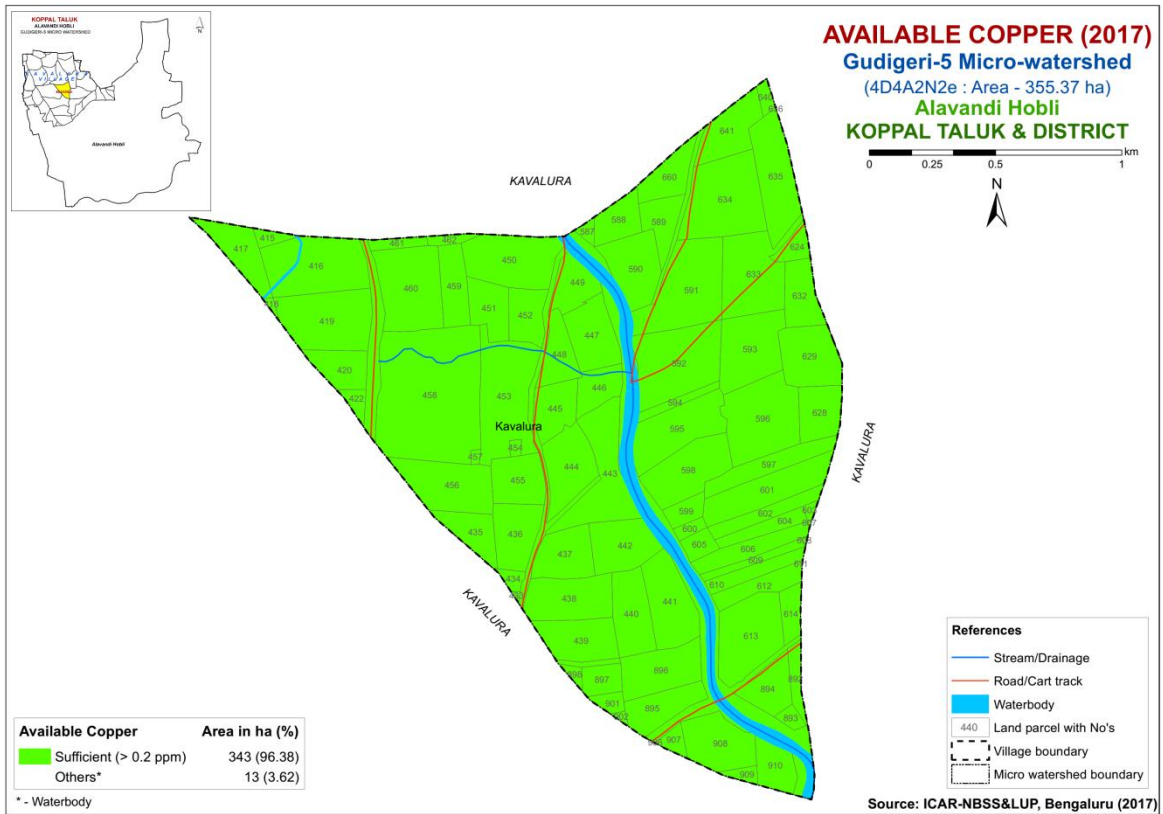 KOPPAL TALUK
ALAVANDI HOBLI
GUDIGERI-5 MICRO WATERSHED
N
KAVALURA
VILLAGE
Alavandi Hobli
AVAILABLE COPPER (2017)
Gudigeri-5 Micro-watershed
(4D4A2N2e : Area - 355.37 ha)
Alavandi Hobli
KOPPAL TALUK & DISTRICT
0 0.25 0.5 1 km
N
KAVALURA
640
641
660
635
634
588
589
587
624
415
417
461
462
450
416
590
633
460
459
449
591
632
419
451
452
447
448
593
629
420
592
446
422
458
453
594
445
628
596
Kavalura
595
454
457
KAVALURA
444
443
598
597
456
455
601
599
602
604
435
436
600
605
442
606
437
609
434
610
612
438
441
440
614
439
613
896
897
894
901
895
893
907
908
910
909
KAVALURA
Available Copper Area in ha (%)
Sufficient (> 0.2 ppm) 343 (96.38)
Others* 13 (3.62)
* - Waterbody
References
Stream/Drainage
Road/Cart track
Waterbody
440 Land parcel with No's
Village boundary
Micro watershed boundary
Source: ICAR-NBSS&LUP, Bengaluru (2017)